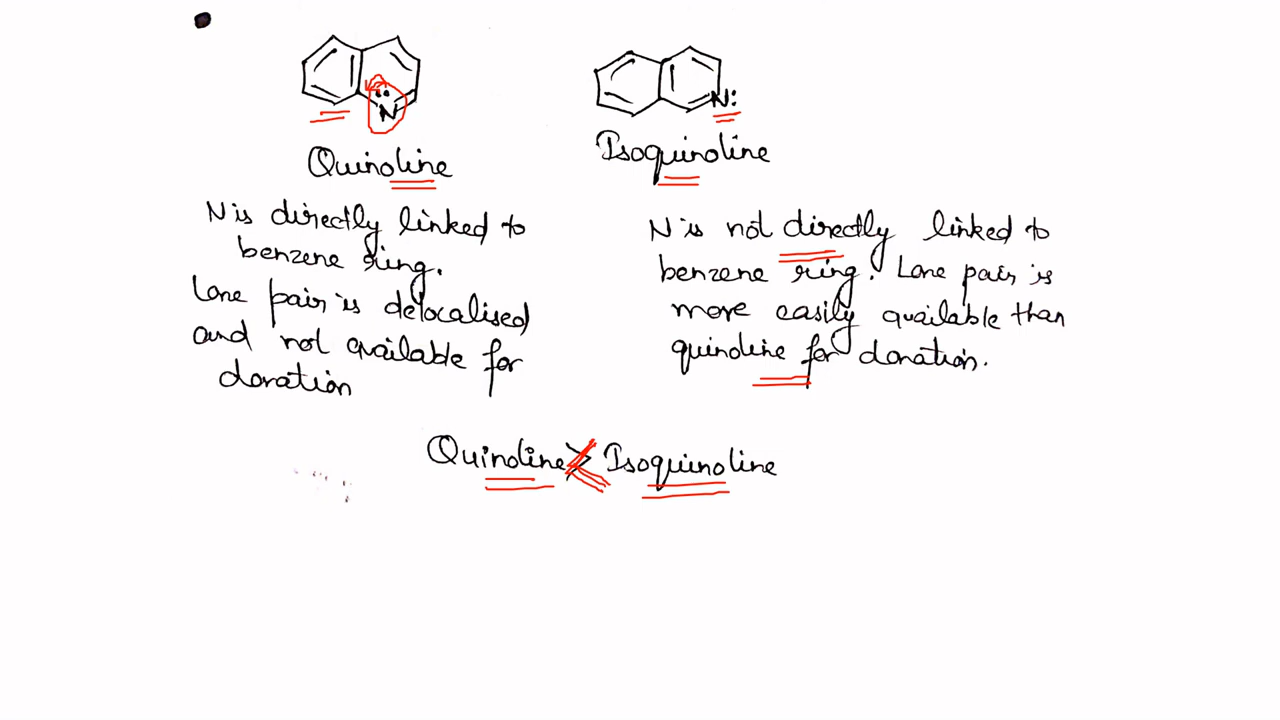 N
N:
Quinoline
Isoquinoline
N is directly linked to
benzene ring.
Lone pair is delocalised
and not available for
donation
N is not directly linked to
benzene ring. Lone pair is
more easily available than
quinoline for donation.
Quinoline < Isoquinoline